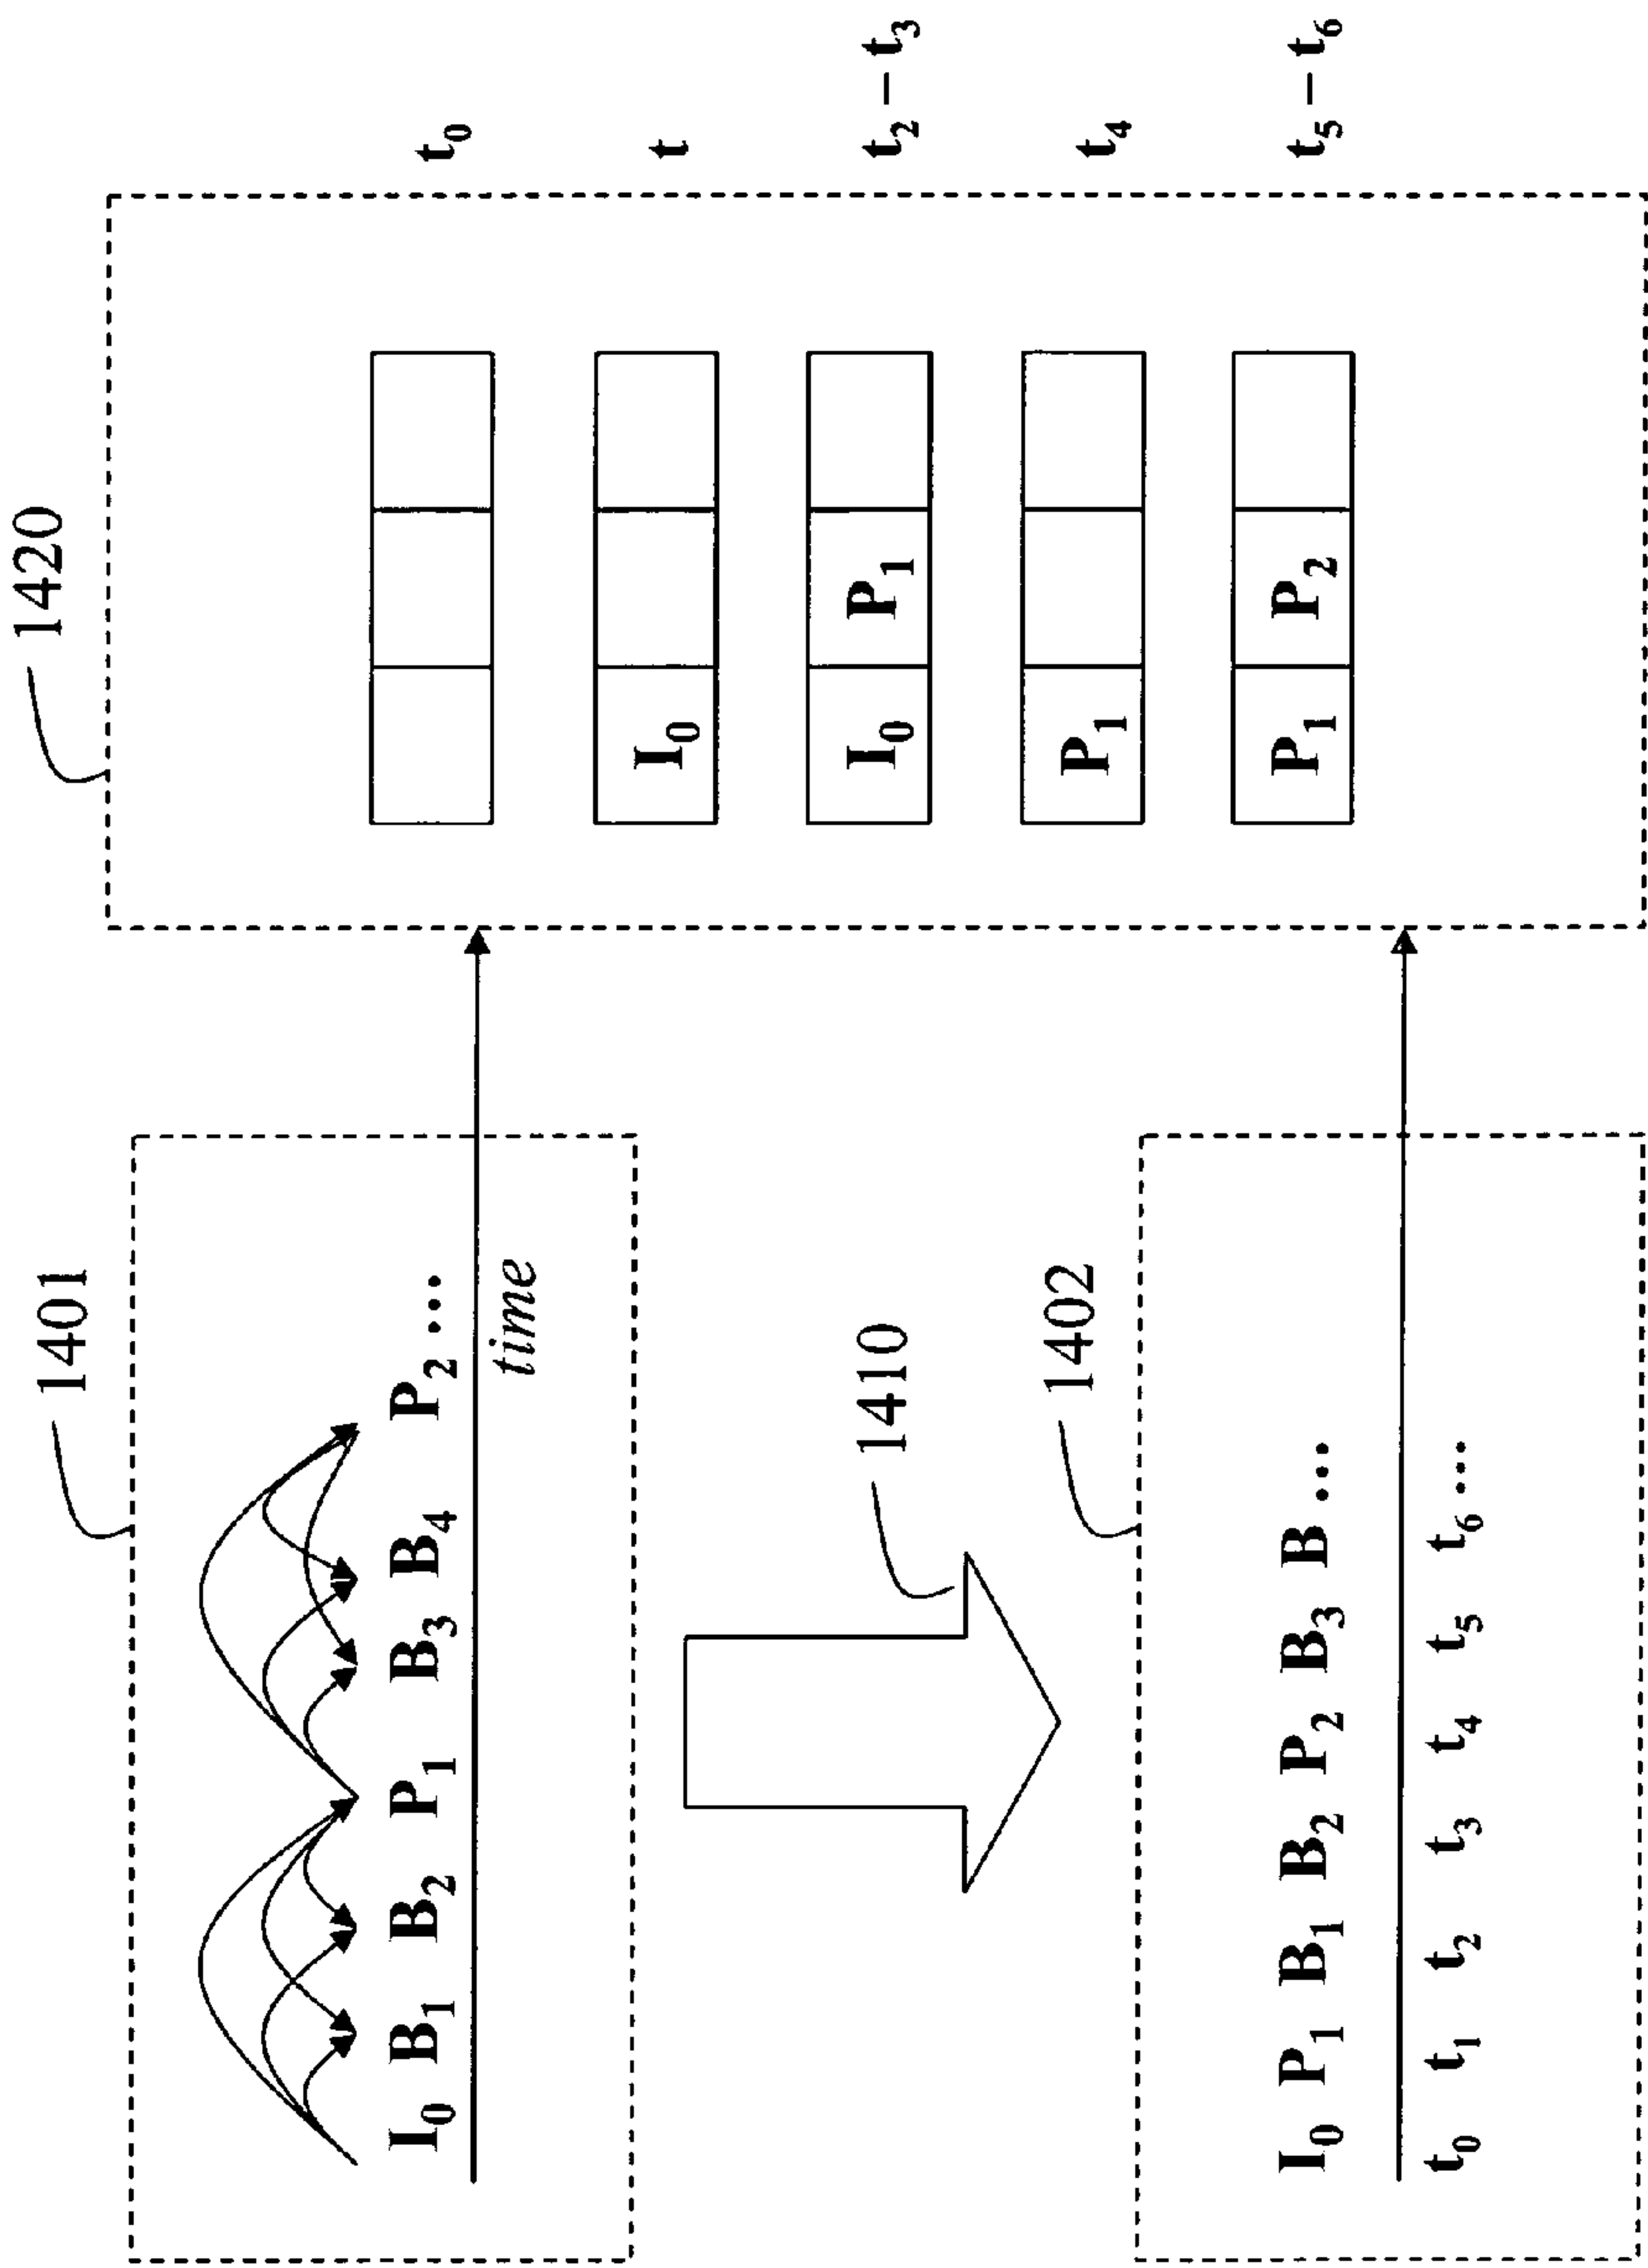 1401
I₀ B₁ B₂ P₁ B₃ B₄ P₂ ...
time
1410
1402
I₀ P₁ B₁ B₂ P₂ B₃ B ...
t₀ t₁ t₂ t₃ t₄ t₅ t₆ ...
1420
t₀
I₀ t
I₀ P₁ t₂ – t₃
P₁ t₄
P₁ P₂ t₅ – t₆